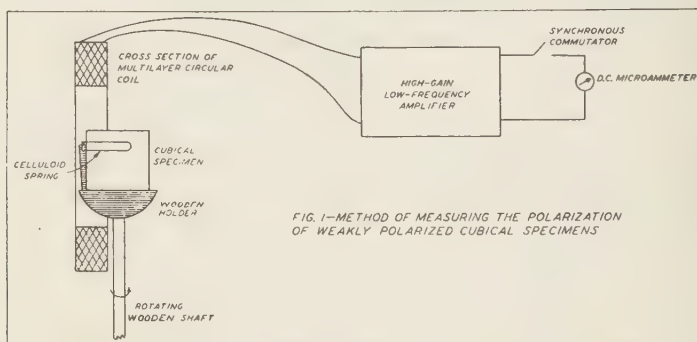 CROSS SECTION OF
MULTILAYER CIRCULAR
COIL
SYNCHRONOUS
COMMUTATOR
HIGH-GAIN
LOW-FREQUENCY
AMPLIFIER
D.C. MICROAMMETER
CELLULOID
SPRING
CUBICAL
SPECIMEN
WOODEN
HOLDER
FIG. 1—METHOD OF MEASURING THE POLARIZATION
OF WEAKLY POLARIZED CUBICAL SPECIMENS
ROTATING
WOODEN SHAFT